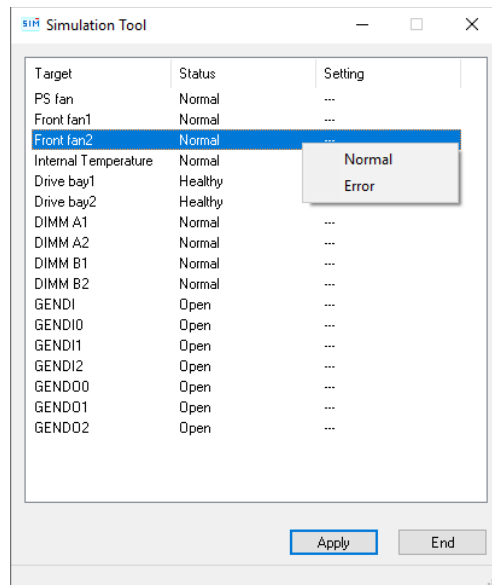 SIM Simulation Tool
Target Status Setting
PS fan Normal ---
Front fan1 Normal ---
Front fan2 Normal ---
Normal
Error
Internal Temperature Normal
Drive bay1 Healthy
Drive bay2 Healthy
DIMM A1 Normal ---
DIMM A2 Normal ---
DIMM B1 Normal ---
DIMM B2 Normal ---
GENDI Open ---
GENDI0 Open ---
GENDI1 Open ---
GENDI2 Open ---
GENDO0 Open ---
GENDO1 Open ---
GENDO2 Open ---
Apply End